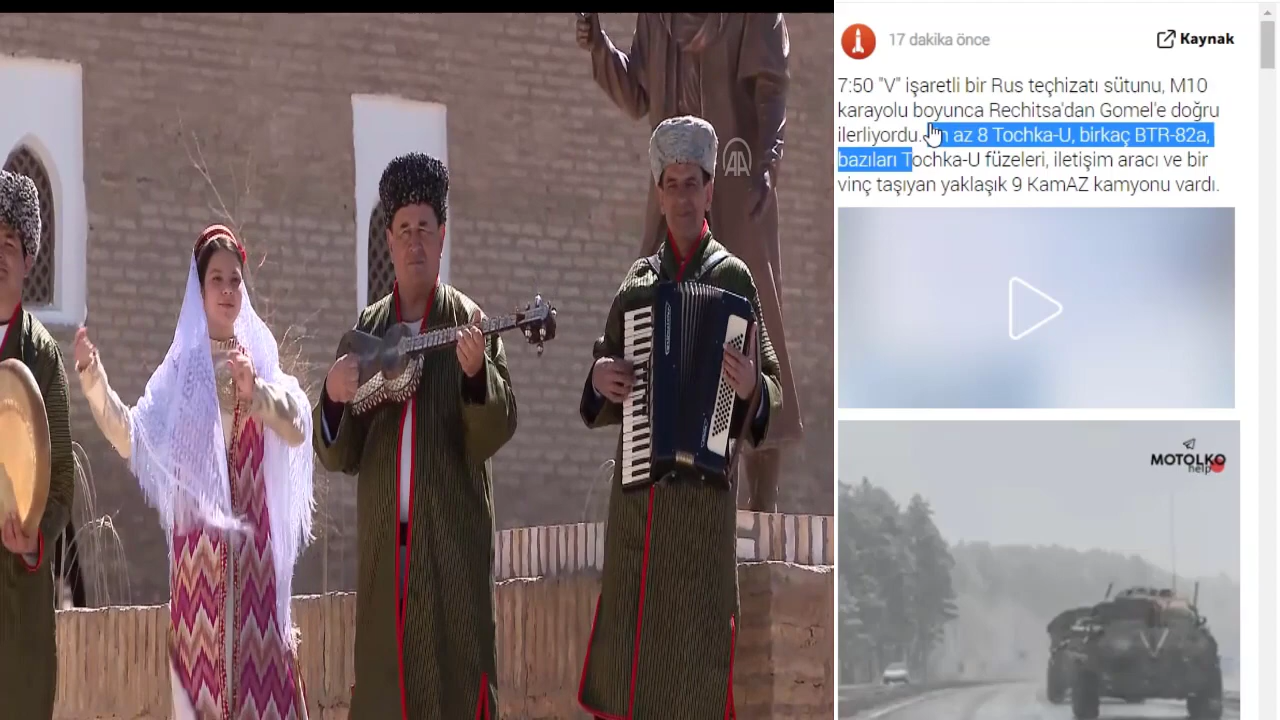 AA
17 dakika önce
Kaynak
7:50 "V" işaretli bir Rus teçhizatı sütunu, M10
karayolu boyunca Rechitsa'dan Gomel'e doğru
ilerliyordu. En az 8 Tochka-U, birkaç BTR-82a,
bazıları Tochka-U füzeleri, iletişim aracı ve bir
vinç taşıyan yaklaşık 9 KamAZ kamyonu vardı.
MOTOLKO
help
V